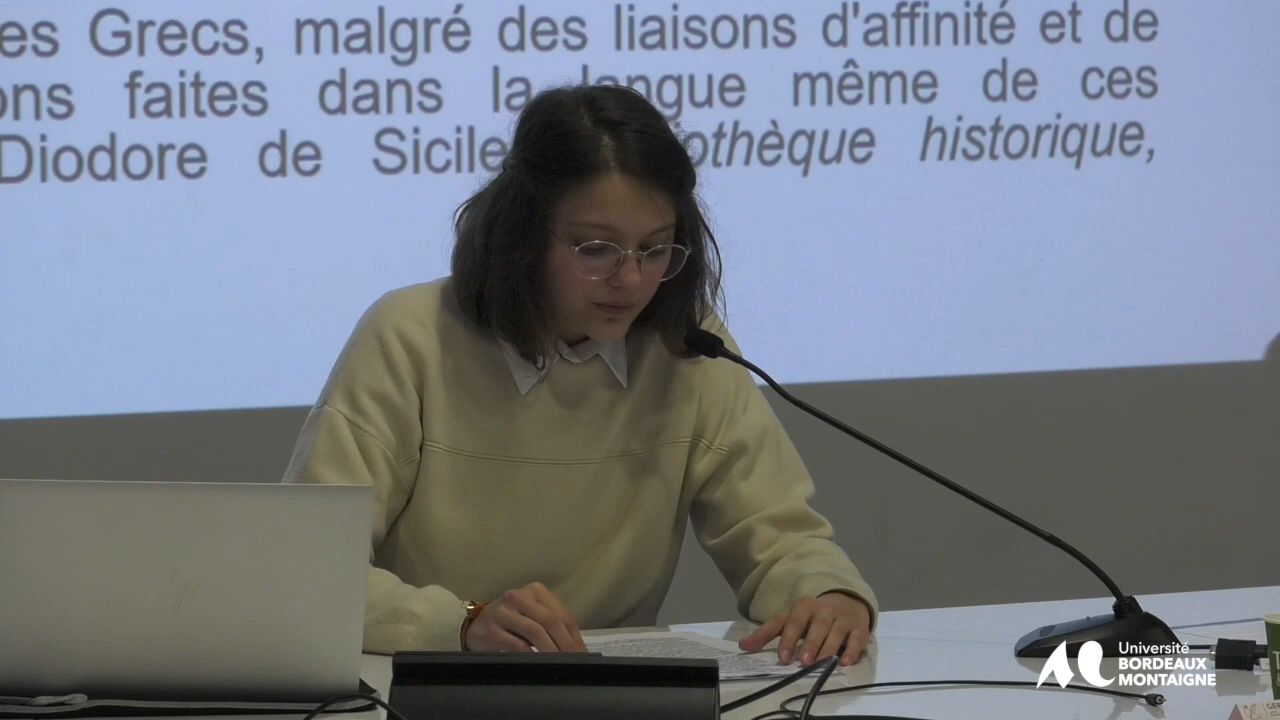 es Grecs, malgré des liaisons d'affinité et de
ons faites dans la langue même de ces
Diodore de Sicile othèque historique,
hp
Université
BORDEAUX
MONTAIGNE